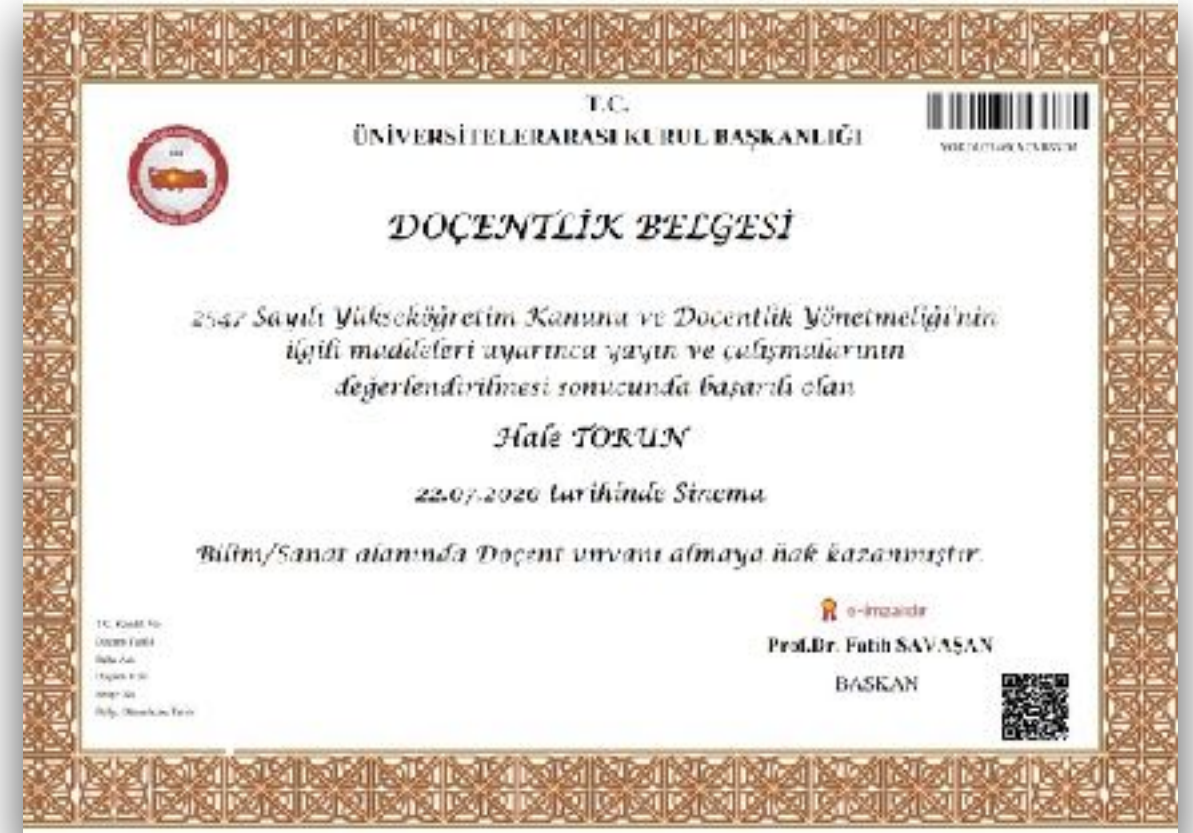 T.C.
ÜNİVERSİTELERARASI KURUL BAŞKANLIĞI
DOÇENTLİK BELGESİ
2547 Sayılı Yükseköğretim Kanunu ve Doçentlik Yönetmeliği'nin
ilgili maddeleri uyarınca yayın ve çalışmalarının
değerlendirilmesi sonucunda başarılı olan
Hale TORUN
22.07.2020 tarihinde Sinema
Bilim/Sanat alanında Doçent unvanı almaya hak kazanmıştır.
e-imzalıdır
Prof.Dr. Fatih SAVAŞAN
BAŞKAN